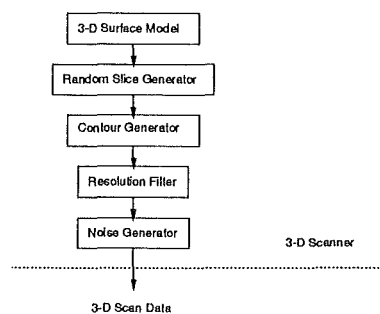 3-D Surface Model
Random Slice Generator
Contour Generator
Resolution Filter
Noise Generator
3-D Scanner
3-D Scan Data